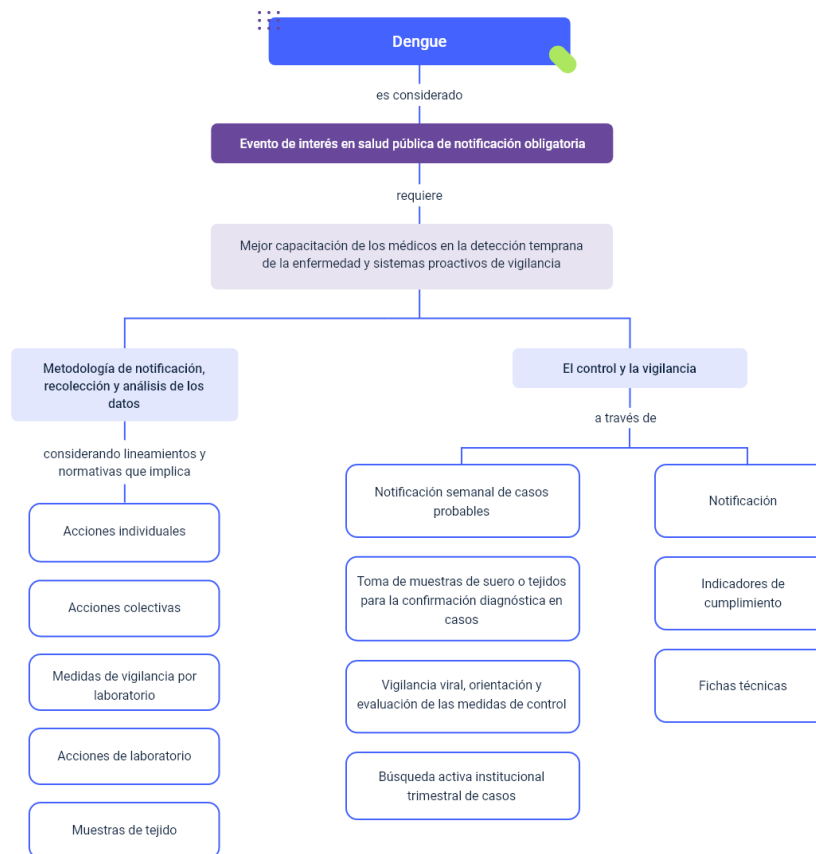 Dengue
es considerado
Evento de interés en salud pública de notificación obligatoria
requiere
Mejor capacitación de los médicos en la detección temprana
de la enfermedad y sistemas proactivos de vigilancia
Metodología de notificación,
recolección y análisis de los
datos
considerando lineamientos y
normativas que implica
Acciones individuales
Acciones colectivas
Medidas de vigilancia por
laboratorio
Acciones de laboratorio
Muestras de tejido
El control y la vigilancia
a través de
Notificación semanal de casos
probables
Toma de muestras de suero o tejidos
para la confirmación diagnóstica en
casos
Vigilancia viral, orientación y
evaluación de las medidas de control
Búsqueda activa institucional
trimestral de casos
Notificación
Indicadores de
cumplimiento
Fichas técnicas